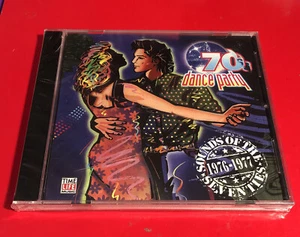 '70s
dance party
SOUNDS OF THE
1976-1977
SEVENTIES
TIME
LIFE